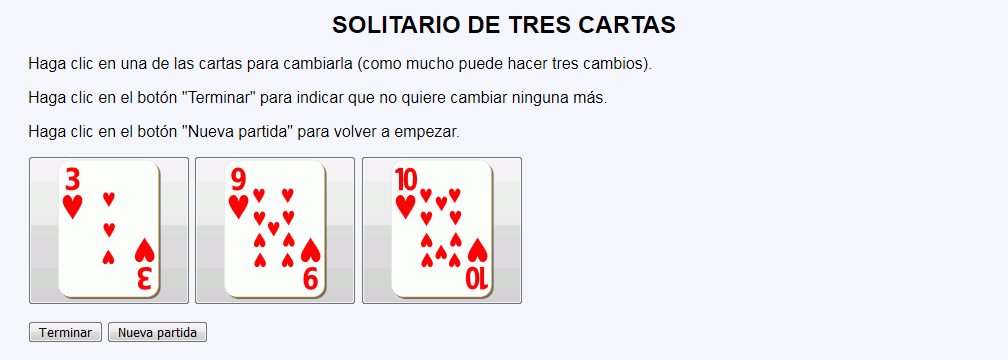 SOLITARIO DE TRES CARTAS
Haga clic en una de las cartas para cambiarla (como mucho puede hacer tres cambios).
Haga clic en el botón "Terminar" para indicar que no quiere cambiar ninguna más.
Haga clic en el botón "Nueva partida" para volver a empezar.
3 9 10
3 9 10
Terminar Nueva partida